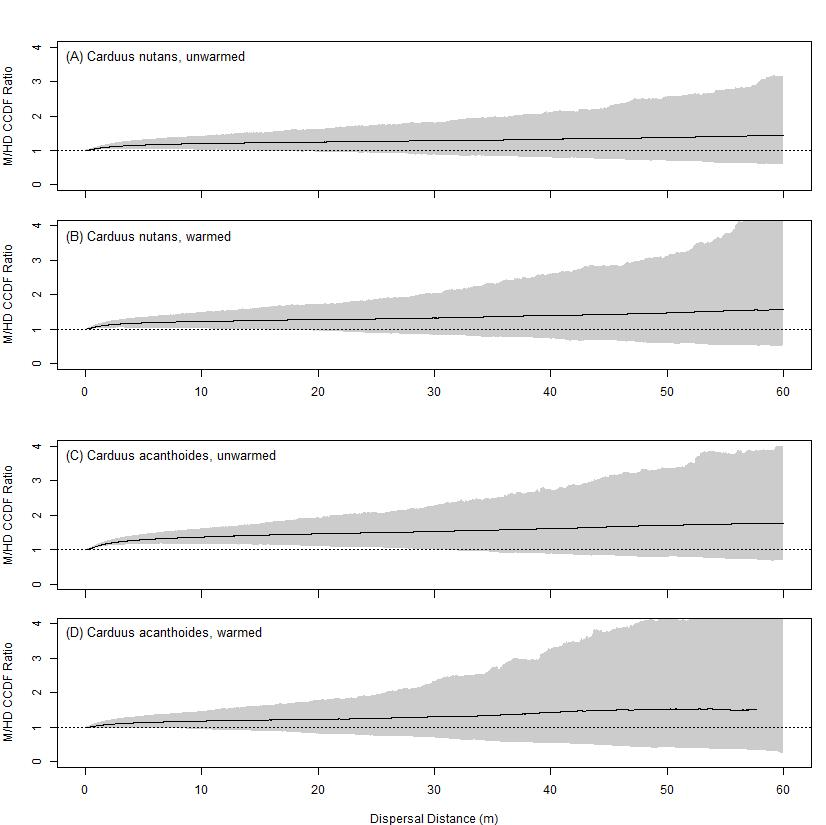 (A) Carduus nutans, unwarmed
M/HD CCDF Ratio
4
3
2
1
0
(B) Carduus nutans, warmed
M/HD CCDF Ratio
4
3
2
1
0
0 10 20 30 40 50 60
(C) Carduus acanthoides, unwarmed
M/HD CCDF Ratio
4
3
2
1
0
(D) Carduus acanthoides, warmed
M/HD CCDF Ratio
4
3
2
1
0
0 10 20 30 40 50 60
Dispersal Distance (m)